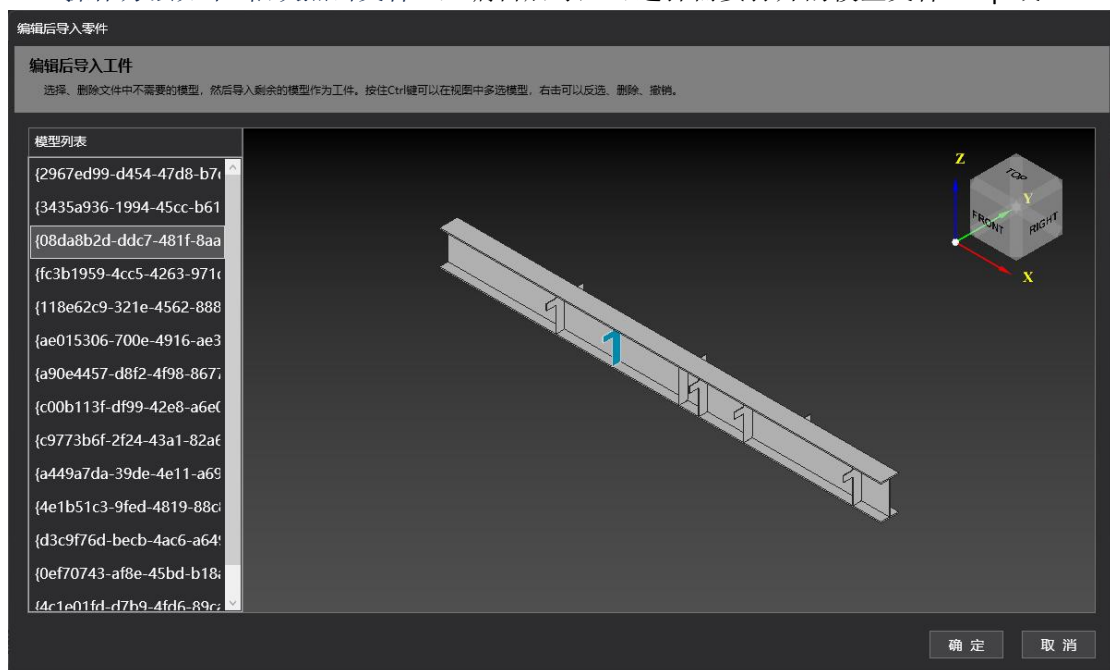 编辑后导入零件
编辑后导入工件
选择、删除文件中不需要的模型，然后导入剩余的模型作为工件。按住Ctrl键可以在视图中多选模型，右击可以反选、删除、撤销。
模型列表
{2967ed99-d454-47d8-b7
{3435a936-1994-45cc-b61
{08da8b2d-ddc7-481f-8aa
{fc3b1959-4cc5-4263-971
{118e62c9-321e-4562-888
{ae015306-700e-4916-ae3
{a90e4457-d8f2-4f98-867
{c00b113f-df99-42e8-a6e
{c9773b6f-2f24-43a1-82a
{a449a7da-39de-4e11-a69
{4e1b51c3-9fed-4819-88c
{d3c9f76d-becb-4ac6-a64
{0ef70743-af8e-45bd-b18
{4c1e01fd-d7b9-4fd6-89c
Z
TOP
Y
FRONT
RIGHT
X
确 定
取 消